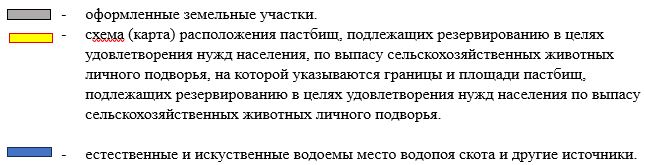 - оформленные земельные участки.
- схема (карта) расположения пастбищ, подлежащих резервированию в целях
удовлетворения нужд населения, по выпасу сельскохозяйственных животных
личного подворья, на которой указываются границы и площади пастбищ,
подлежащих резервированию в целях удовлетворения нужд населения по выпасу
сельскохозяйственных животных личного подворья.
- естественные и искуственные водоемы место водопоя скота и другие источники.